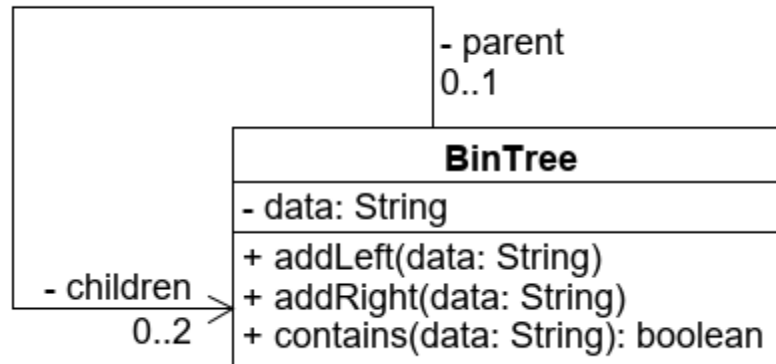 - parent
0..1
BinTree
- data: String
+ addLeft(data: String)
+ addRight(data: String)
+ contains(data: String): boolean
- children
0..2